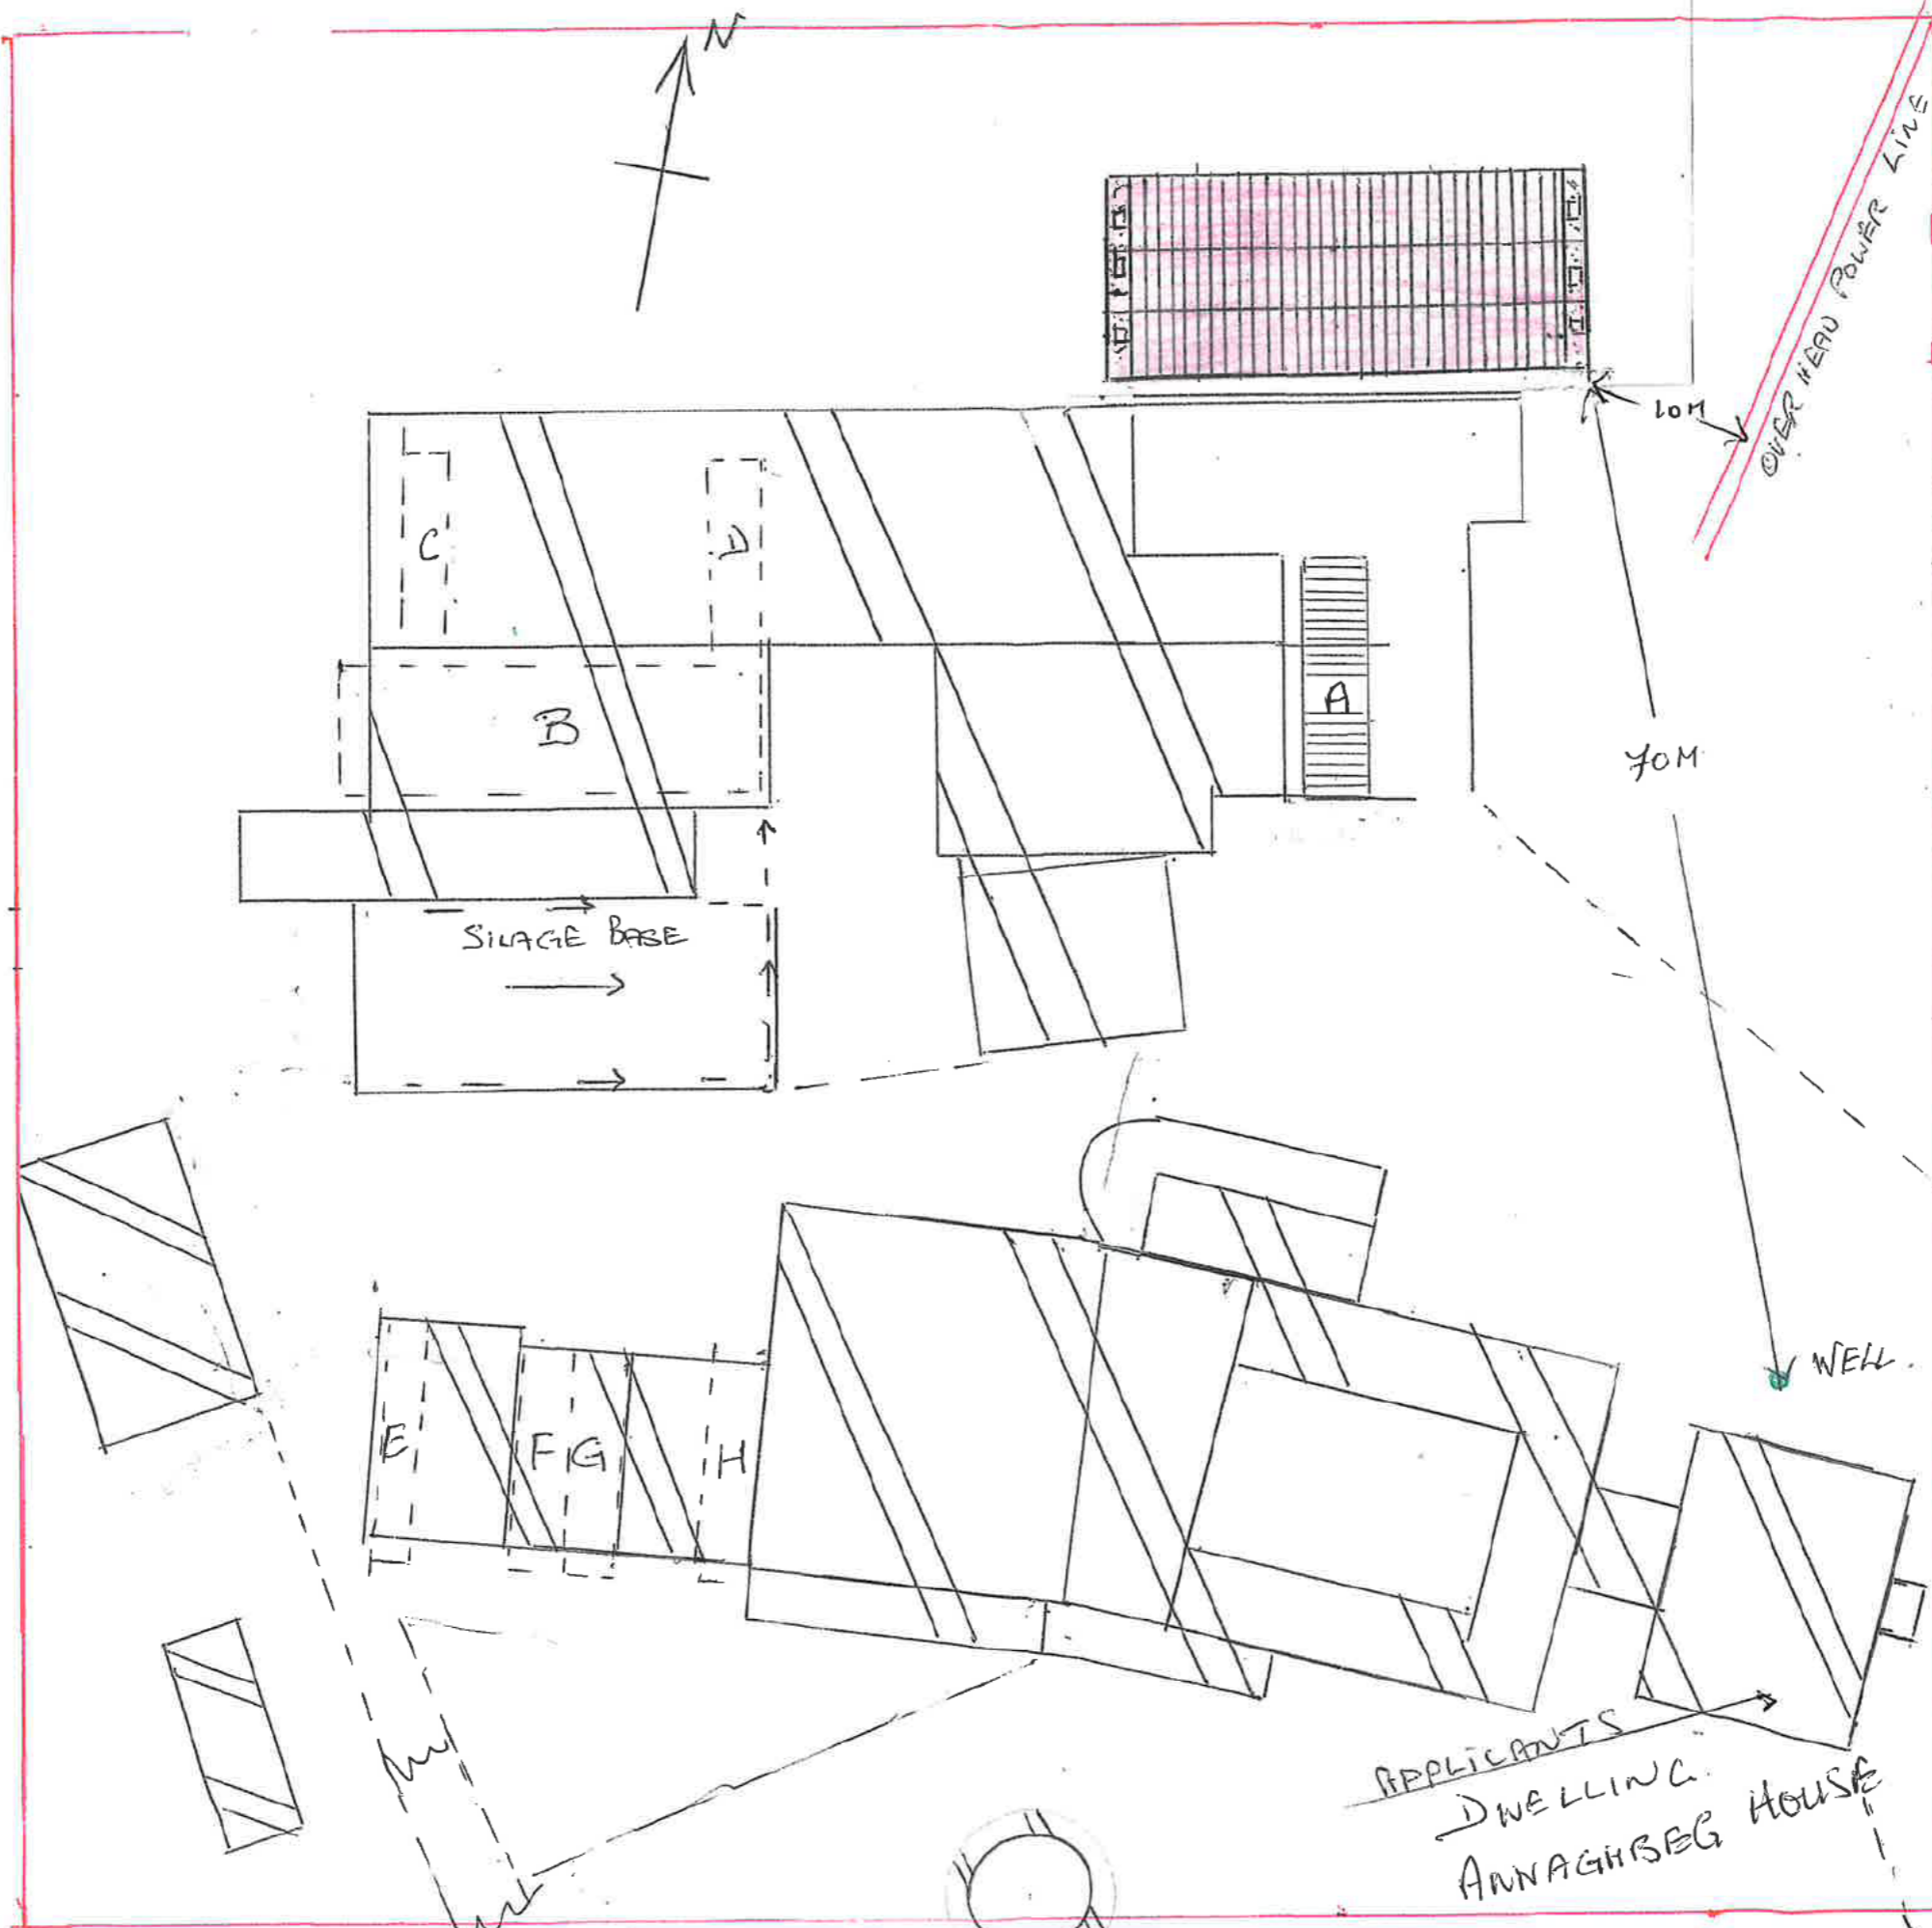 N
OVER HEAD POWER LINE
10M
C
D
B
A
70M
SILAGE BASE
WELL.
E
F
G
H
APPLICANTS
DWELLING.
ANNAGHBEG HOUSE